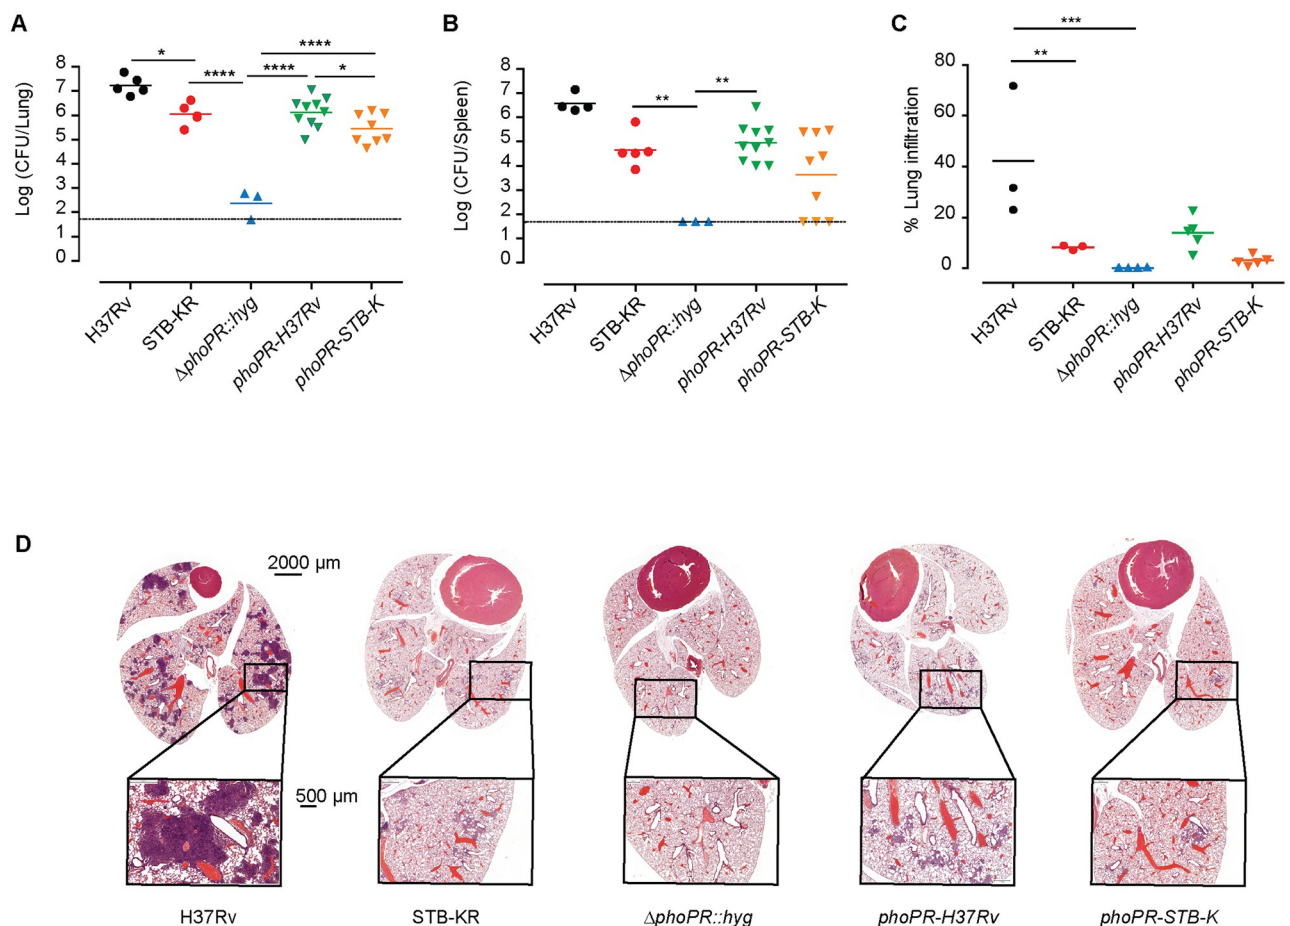 A
B
C
*
****
****
****
*
**
**
***
**
Log (CFU/Lung)
8
7
6
5
4
3
2
1
0
H37Rv
STB-KR
ΔphoPR::hyg
phoPR-H37Rv
phoPR-STB-K
Log (CFU/Spleen)
8
7
6
5
4
3
2
1
0
H37Rv
STB-KR
ΔphoPR::hyg
phoPR-H37Rv
phoPR-STB-K
% Lung infiltration
80
60
40
20
0
H37Rv
STB-KR
ΔphoPR::hyg
phoPR-H37Rv
phoPR-STB-K
D
2000 µm
500 µm
H37Rv
STB-KR
ΔphoPR::hyg
phoPR-H37Rv
phoPR-STB-K